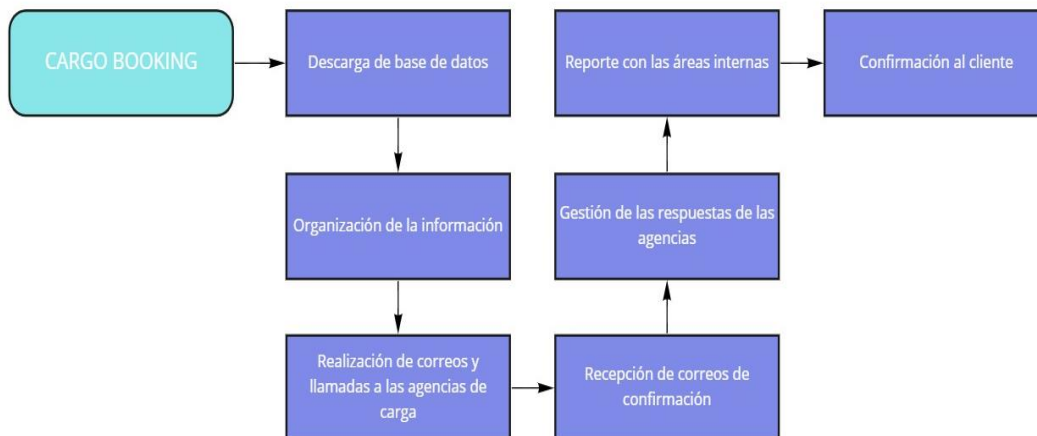 CARGO BOOKING
Descarga de base de datos
Organización de la información
Realización de correos y
llamadas a las agencias de
carga
Recepción de correos de
confirmación
Gestión de las respuestas de las
agencias
Reporte con las áreas internas
Confirmación al cliente